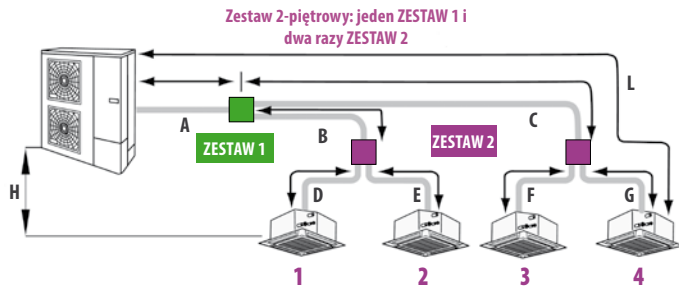 Zestaw 2-piętrowy: jeden ZESTAW 1 i
dwa razy ZESTAW 2
L
A
ZESTAW 1
B
ZESTAW 2
C
H
D
E
F
G
1
2
3
4